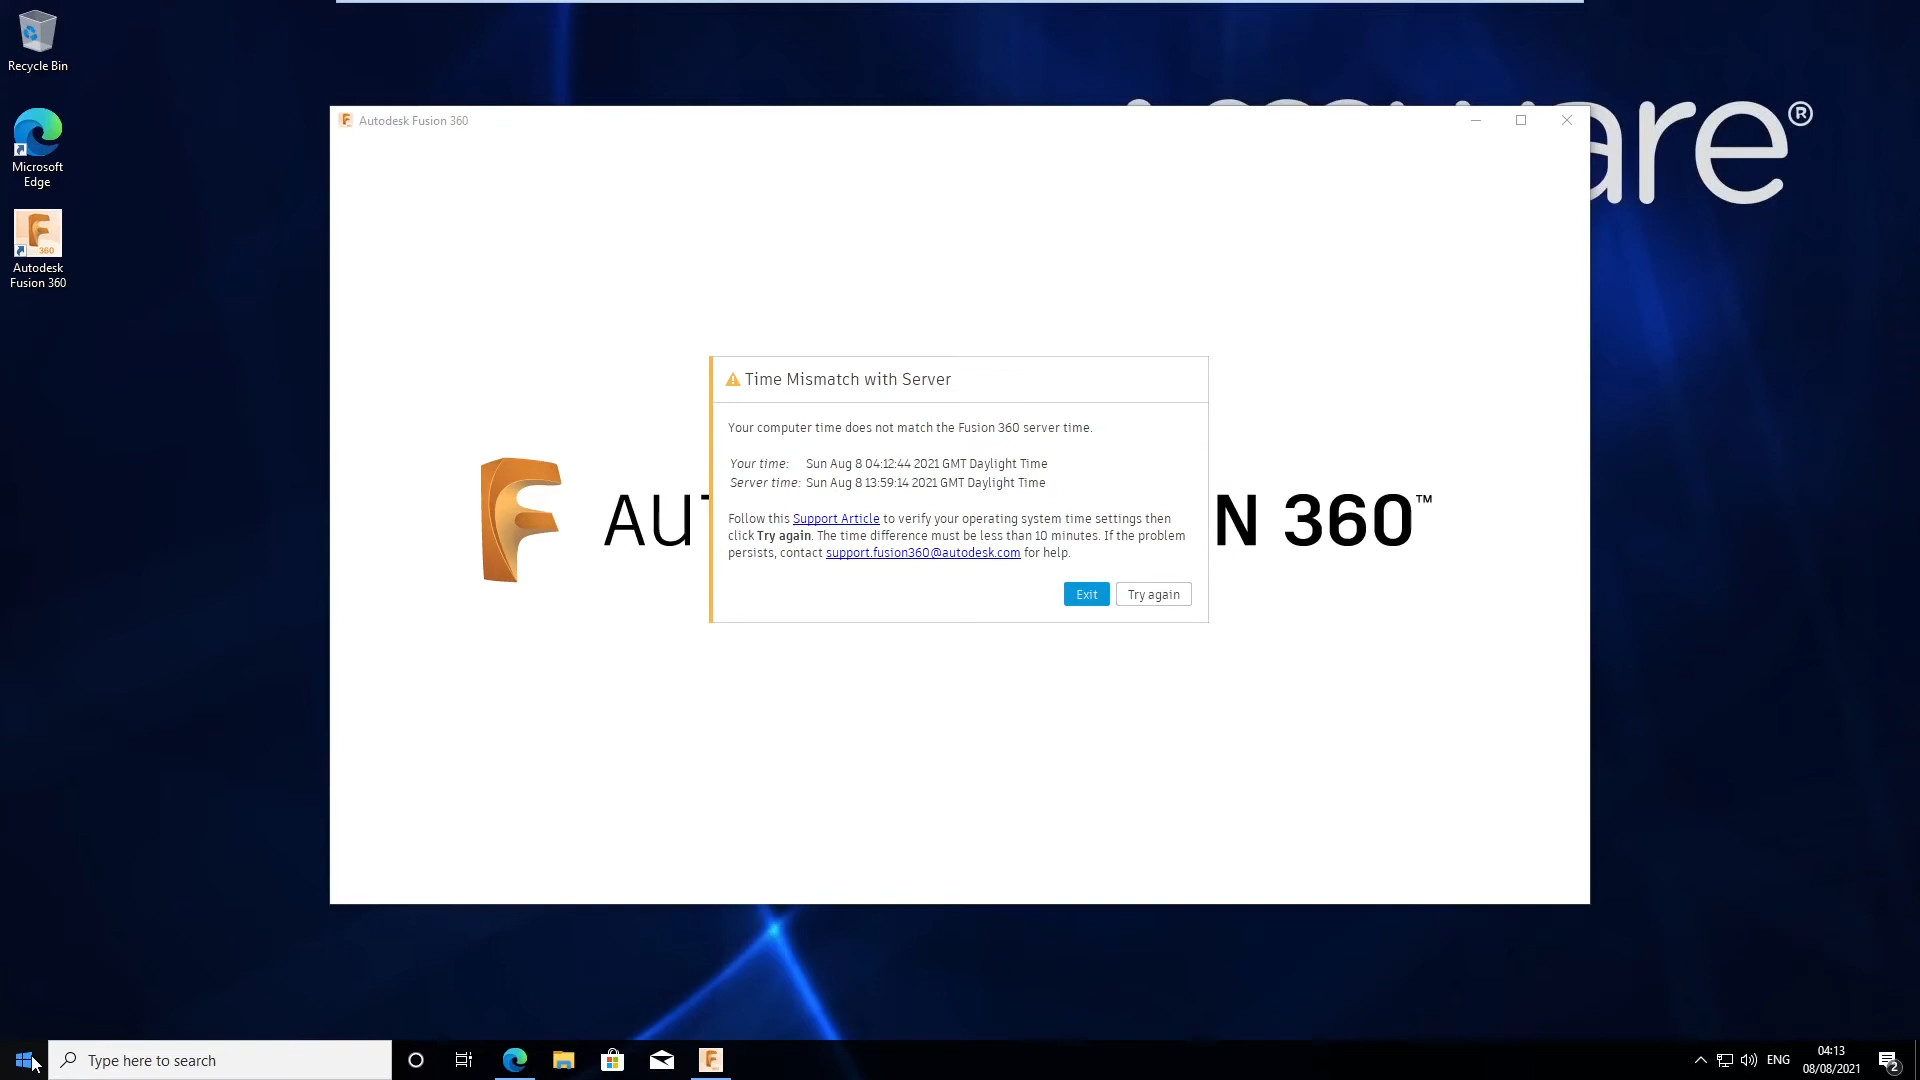 Recycle Bin
Microsoft
Edge
Autodesk
Fusion 360
360
are®
Autodesk Fusion 360
Time Mismatch with Server
Your computer time does not match the Fusion 360 server time.
Your time: Sun Aug 8 04:12:44 2021 GMT Daylight Time
Server time: Sun Aug 8 13:59:14 2021 GMT Daylight Time
Follow this Support Article to verify your operating system time settings then
click Try again. The time difference must be less than 10 minutes. If the problem
persists, contact support.fusion360@autodesk.com for help.
Exit Try again
AU N 360™
Type here to search
ENG
04:13
08/08/2021
2